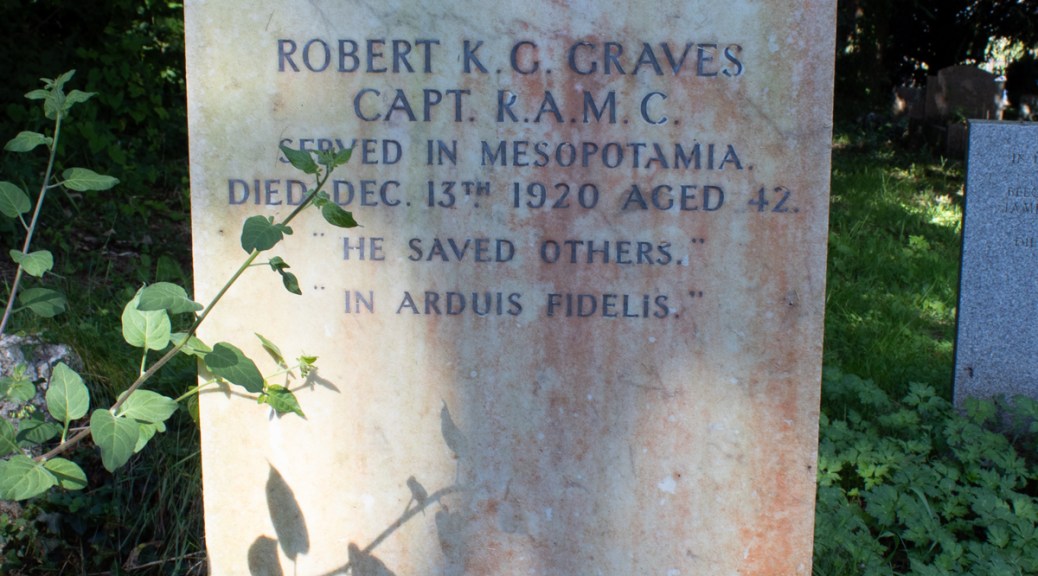 ROBERT K. G. GRAVES
CAPT. R.A.M.C.
SERVED IN MESOPOTAMIA.
DIED DEC. 13TH 1920 AGED 42.
"HE SAVED OTHERS."
"IN ARDUIS FIDELIS."